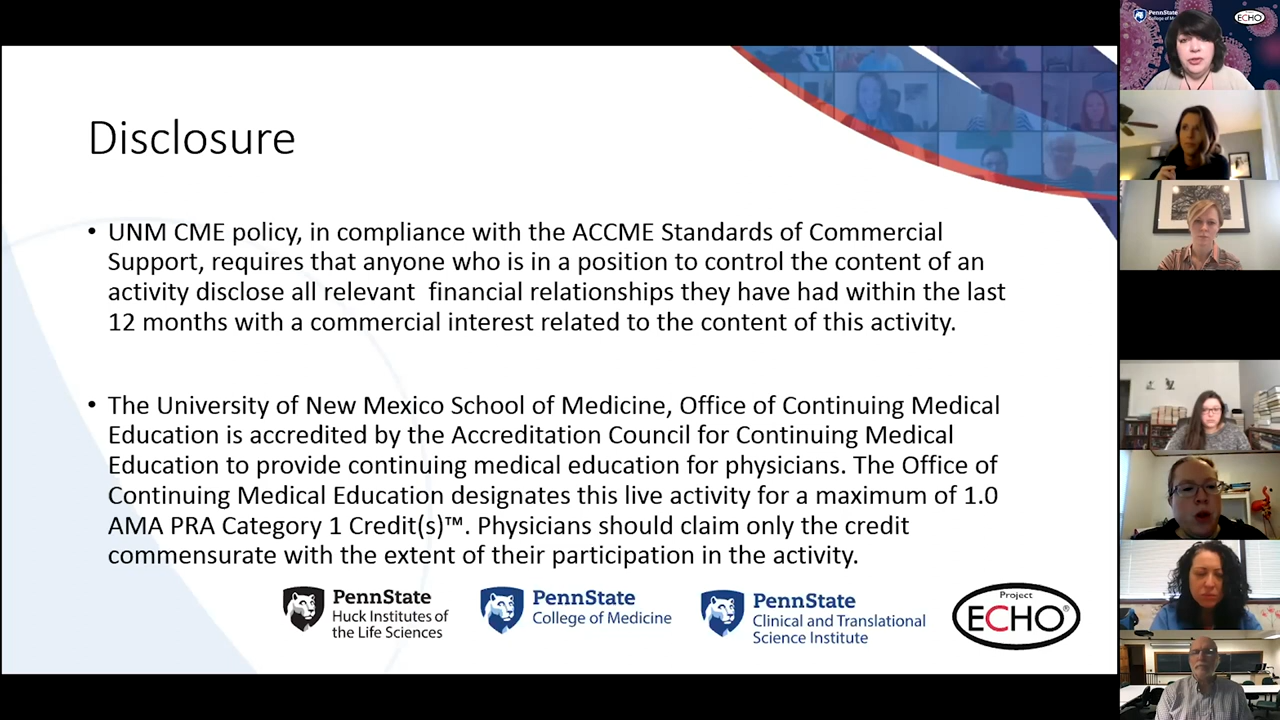 Disclosure
• UNM CME policy, in compliance with the ACCME Standards of Commercial
Support, requires that anyone who is in a position to control the content of an
activity disclose all relevant financial relationships they have had within the last
12 months with a commercial interest related to the content of this activity.
• The University of New Mexico School of Medicine, Office of Continuing Medical
Education is accredited by the Accreditation Council for Continuing Medical
Education to provide continuing medical education for physicians. The Office of
Continuing Medical Education designates this live activity for a maximum of 1.0
AMA PRA Category 1 Credit(s)™. Physicians should claim only the credit
commensurate with the extent of their participation in the activity.
PennState
Huck Institutes of
the Life Sciences
PennState
College of Medicine
PennState
Clinical and Translational
Science Institute
Project
ECHO®
PennState
College of
ECHO